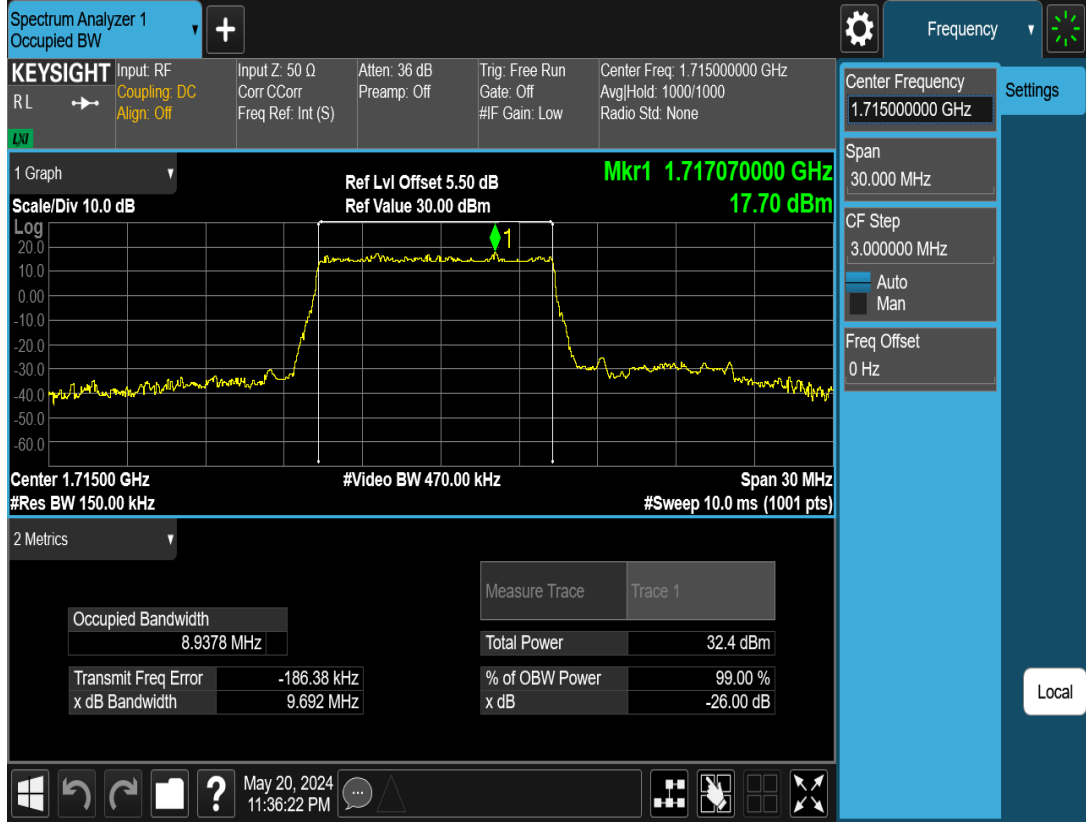 Spectrum Analyzer 1
Occupied BW
Frequency
KEYSIGHT
RL
LXI
Input: RF
Coupling: DC
Align: Off
Input Z: 50 Ω
Corr CCorr
Freq Ref: Int (S)
Atten: 36 dB
Preamp: Off
Trig: Free Run
Gate: Off
#IF Gain: Low
Center Freq: 1.715000000 GHz
Avg|Hold: 1000/1000
Radio Std: None
Center Frequency
1.715000000 GHz
Settings
Span
30.000 MHz
CF Step
3.000000 MHz
Auto
Man
Freq Offset
0 Hz
Local
1 Graph
Scale/Div 10.0 dB
Ref Lvl Offset 5.50 dB
Ref Value 30.00 dBm
Mkr1 1.717070000 GHz
17.70 dBm
Log
20.0
10.0
0.00
-10.0
-20.0
-30.0
-40.0
-50.0
-60.0
1
Center 1.71500 GHz
#Video BW 470.00 kHz
Span 30 MHz
#Res BW 150.00 kHz
#Sweep 10.0 ms (1001 pts)
2 Metrics
Measure Trace
Trace 1
Occupied Bandwidth
8.9378 MHz
Total Power
32.4 dBm
Transmit Freq Error
-186.38 kHz
% of OBW Power
99.00 %
x dB Bandwidth
9.692 MHz
x dB
-26.00 dB
?
May 20, 2024
11:36:22 PM